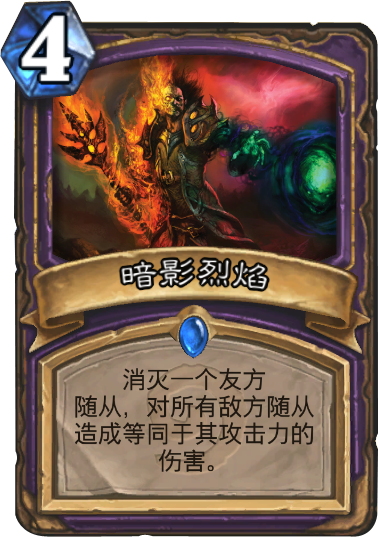 4
暗影烈焰
消灭一个友方
随从，对所有敌方随从
造成等同于其攻击力的
伤害。